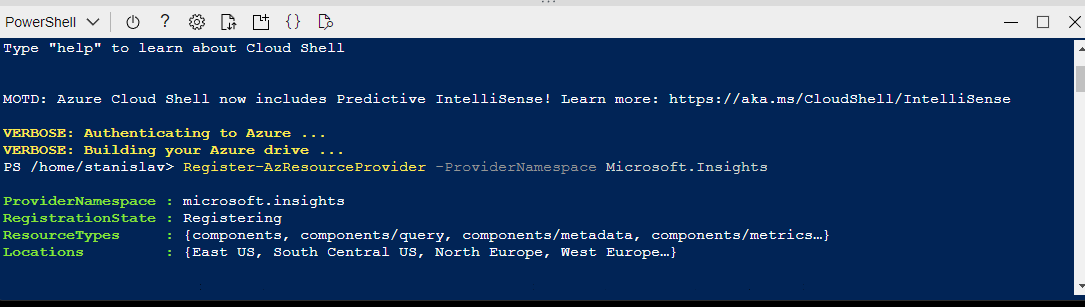 PowerShell
Type "help" to learn about Cloud Shell
MOTD: Azure Cloud Shell now includes Predictive IntelliSense! Learn more: https://aka.ms/CloudShell/IntelliSense
VERBOSE: Authenticating to Azure ...
VERBOSE: Building your Azure drive ...
PS /home/stanislav> Register-AzResourceProvider -ProviderNamespace Microsoft.Insights
ProviderNamespace : microsoft.insights
RegistrationState : Registering
ResourceTypes     : {components, components/query, components/metadata, components/metrics…}
Locations         : {East US, South Central US, North Europe, West Europe…}